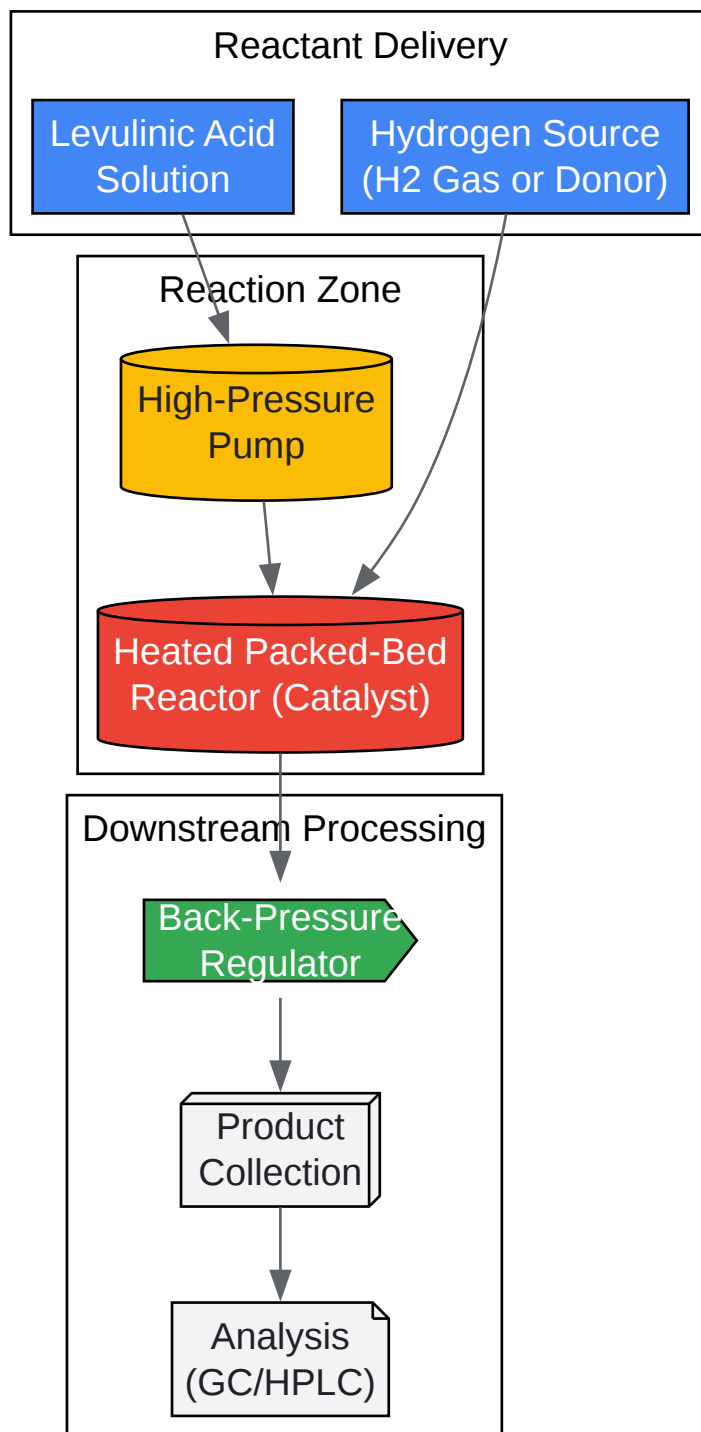 Reactant Delivery
Levulinic Acid
Solution
Hydrogen Source
(H2 Gas or Donor)
Reaction Zone
High-Pressure
Pump
Heated Packed-Bed
Reactor (Catalyst)
Downstream Processing
Back-Pressure
Regulator
Product
Collection
Analysis
(GC/HPLC)